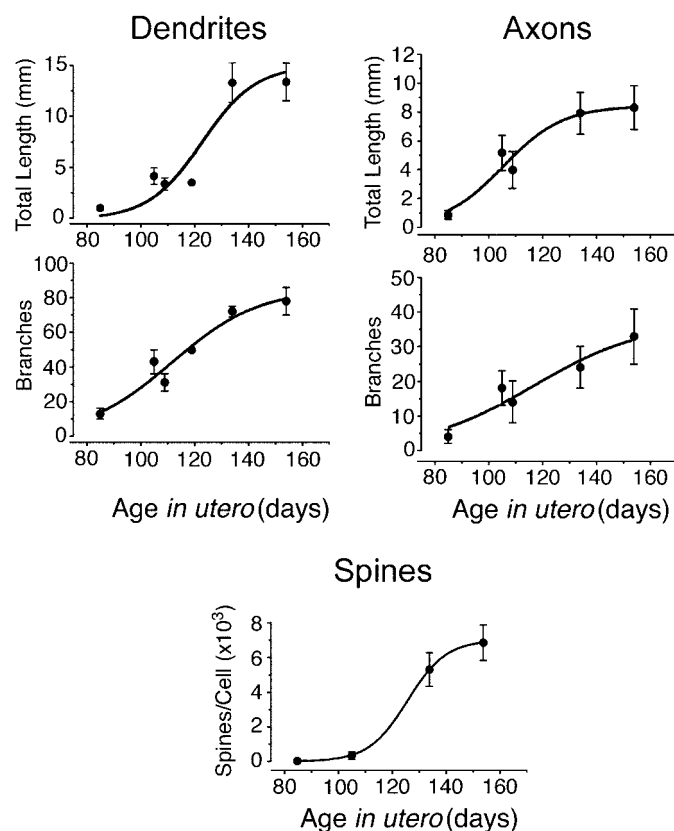 Dendrites
Total Length (mm)
15
10
5
0
80 100 120 140 160
Branches
100
80
60
40
20
0
80 100 120 140 160
Age in utero (days)
Axons
Total Length (mm)
12
10
8
6
4
2
0
80 100 120 140 160
Branches
50
40
30
20
10
0
80 100 120 140 160
Age in utero (days)
Spines
Spines/Cell (x10³)
8
6
4
2
0
80 100 120 140 160
Age in utero (days)